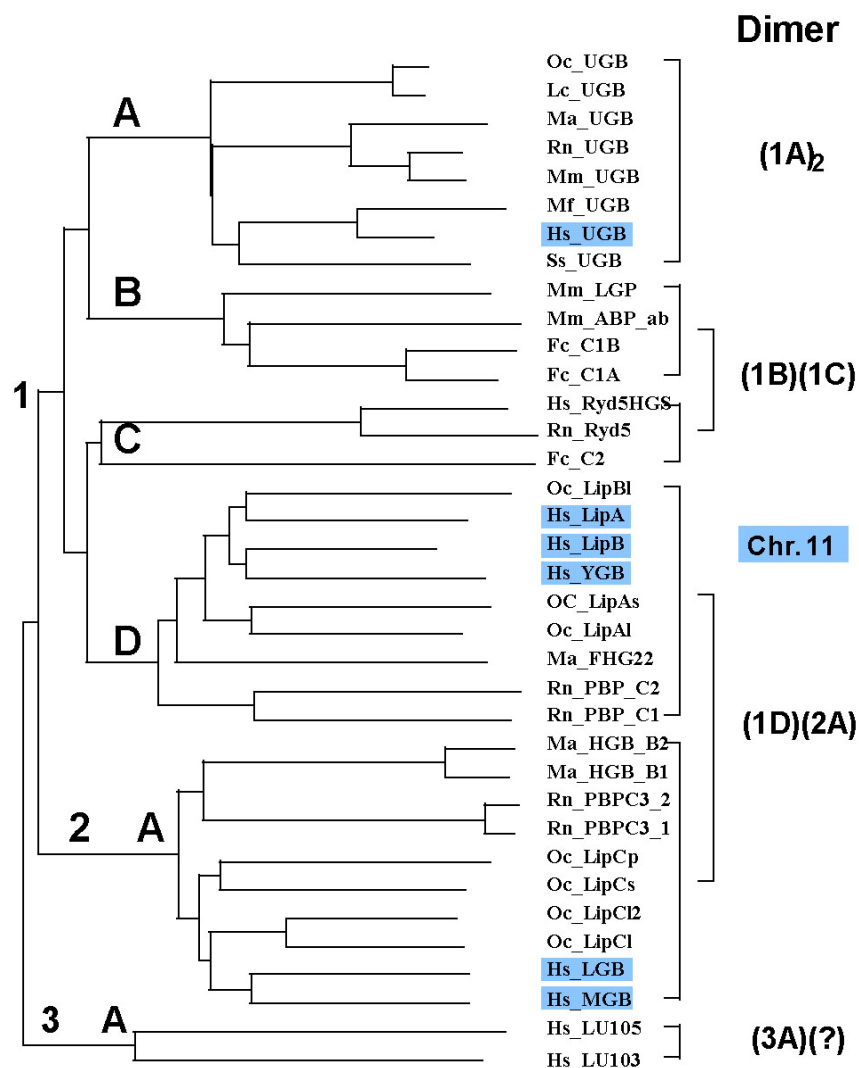 Dimer
Oc_UGB
Lc_UGB
A
Ma_UGB
(1A)2
Rn_UGB
Mm_UGB
Mf_UGB
Hs_UGB
Ss_UGB
B
Mm_LGP
Mm_ABP_ab
Fc_C1B
(1B)(1C)
Fc_C1A
1
Hs_Ryd5HGS
Rn_Ryd5
C
Fc_C2
Oc_LipBl
Hs_LipA
Hs_LipB
Chr. 11
Hs_YGB
OC_LipAs
Oc_LipAl
D
Ma_FHG22
Rn_PBP_C2
Rn_PBP_C1
(1D)(2A)
Ma_HGB_B2
Ma_HGB_B1
Rn_PBPC3_2
2 A
Rn_PBPC3_1
Oc_LipCp
Oc_LipCs
Oc_LipCl2
Oc_LipCl
Hs_LGB
Hs_MGB
3 A
Hs_LU105
(3A)(?)
Hs_LU103